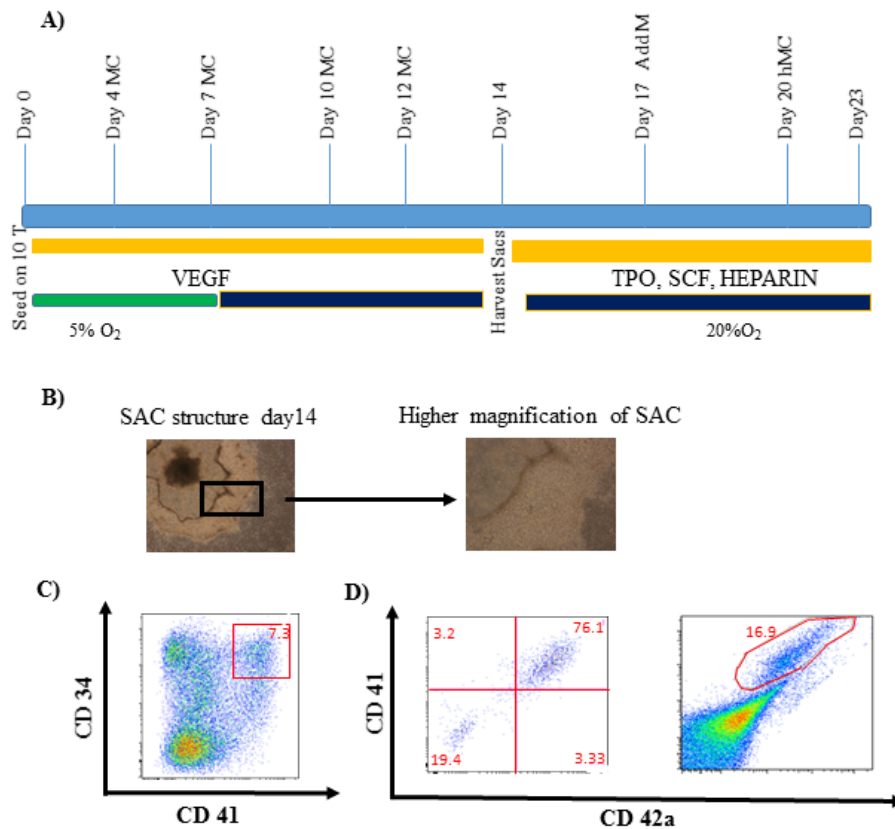 A)
Day 0
Day 4 MC
Day 7 MC
Day 10 MC
Day 12 MC
Day 14
Day 17 Add M
Day 20 hMC
Day23
Seed on 10 T
VEGF
5% O₂
Harvest Sacs
TPO, SCF, HEPARIN
20%O₂
B)
SAC structure day14
Higher magnification of SAC
C)
CD 34
7.3
CD 41
D)
CD 41
3.2
76.1
19.4
3.33
16.9
CD 42a